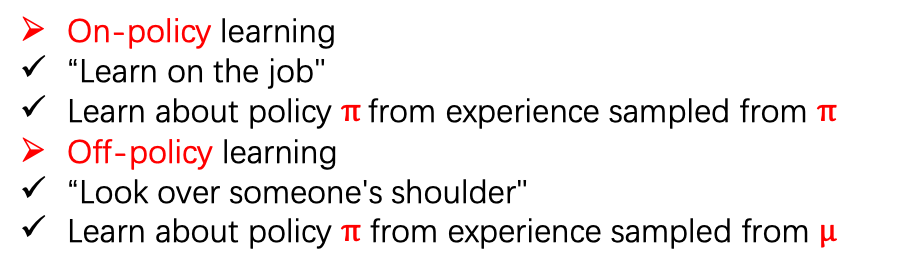 ➢ On-policy learning
✓ “Learn on the job"
✓ Learn about policy π from experience sampled from π
➢ Off-policy learning
✓ “Look over someone's shoulder"
✓ Learn about policy π from experience sampled from μ